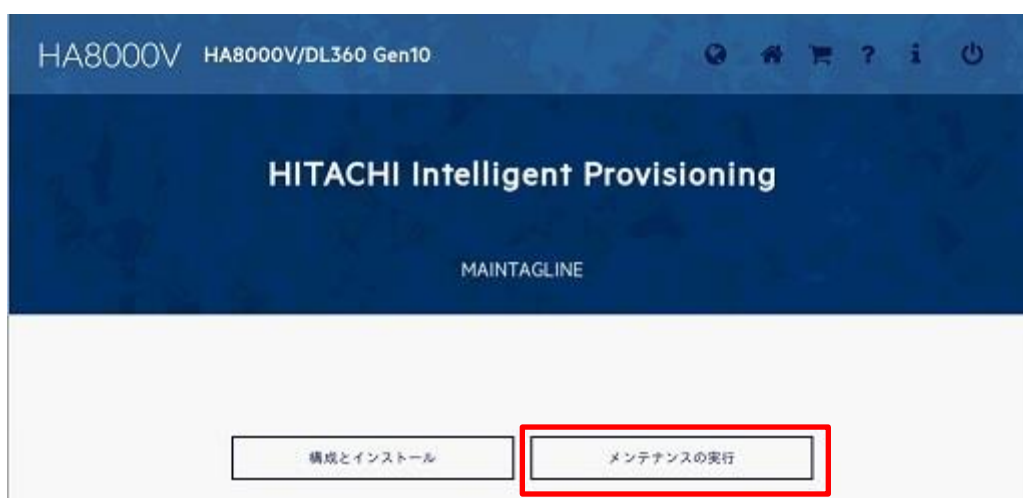 HA8000V HA8000V/DL360 Gen10 ? i
HITACHI Intelligent Provisioning
MAINTAGLINE
構成とインストール メンテナンスの実行